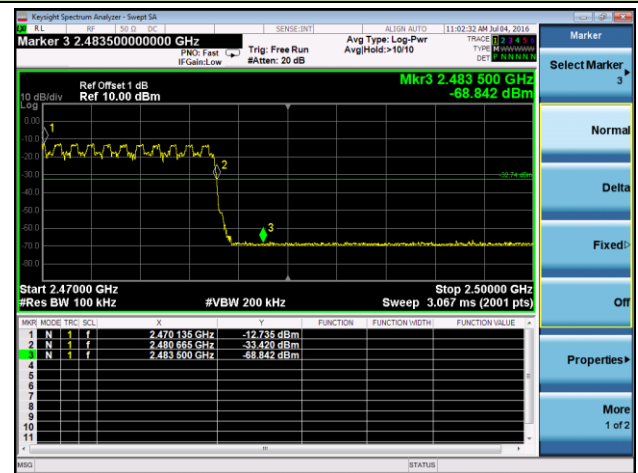 Keysight Spectrum Analyzer - Swept SA
RL RF 50 Ω DC SENSE:INT ALIGN AUTO 11:02:32 AM Jul 04, 2016
Marker 3 2.483500000000 GHz
PNO: Fast
IFGain:Low
Trig: Free Run
#Atten: 20 dB
Avg Type: Log-Pwr
Avg|Hold:>10/10
TRACE 1 2 3 4 5 6
TYPE M WWWWW
DET P N N N N N
Ref Offset 1 dB
10 dB/div Ref 10.00 dBm
Log
Mkr3 2.483 500 GHz
-68.842 dBm
0.00
-10.0
-20.0
-30.0
-40.0
-50.0
-60.0
-70.0
-80.0
1
2
3
-32.74 dBm
Start 2.47000 GHz Stop 2.50000 GHz
#Res BW 100 kHz #VBW 200 kHz Sweep 3.067 ms (2001 pts)
MKR MODE TRC SCL X Y FUNCTION FUNCTION WIDTH FUNCTION VALUE
1 N 1 f 2.470 135 GHz -12.735 dBm
2 N 1 f 2.480 665 GHz -33.420 dBm
3 N 1 f 2.483 500 GHz -68.842 dBm
4
5
6
7
8
9
10
11
MSG STATUS
Marker
Select Marker
3
Normal
Delta
Fixed
Off
Properties
More
1 of 2